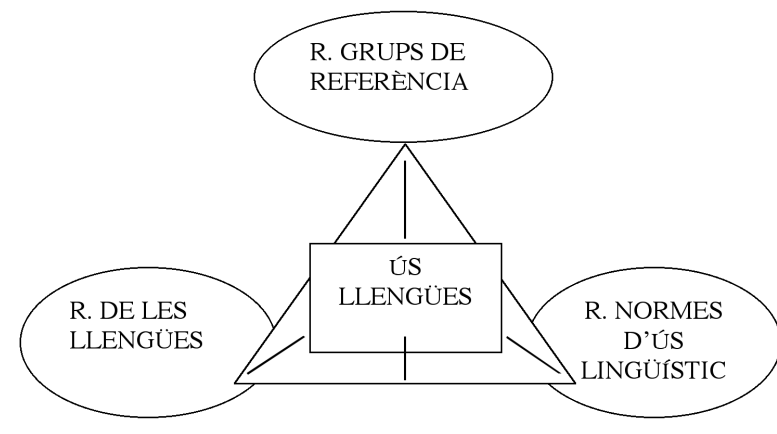 R. GRUPS DE
REFERÈNCIA
ÚS
LLENGÜES
R. DE LES
LLENGÜES
R. NORMES
D'ÚS
LINGÜÍSTIC